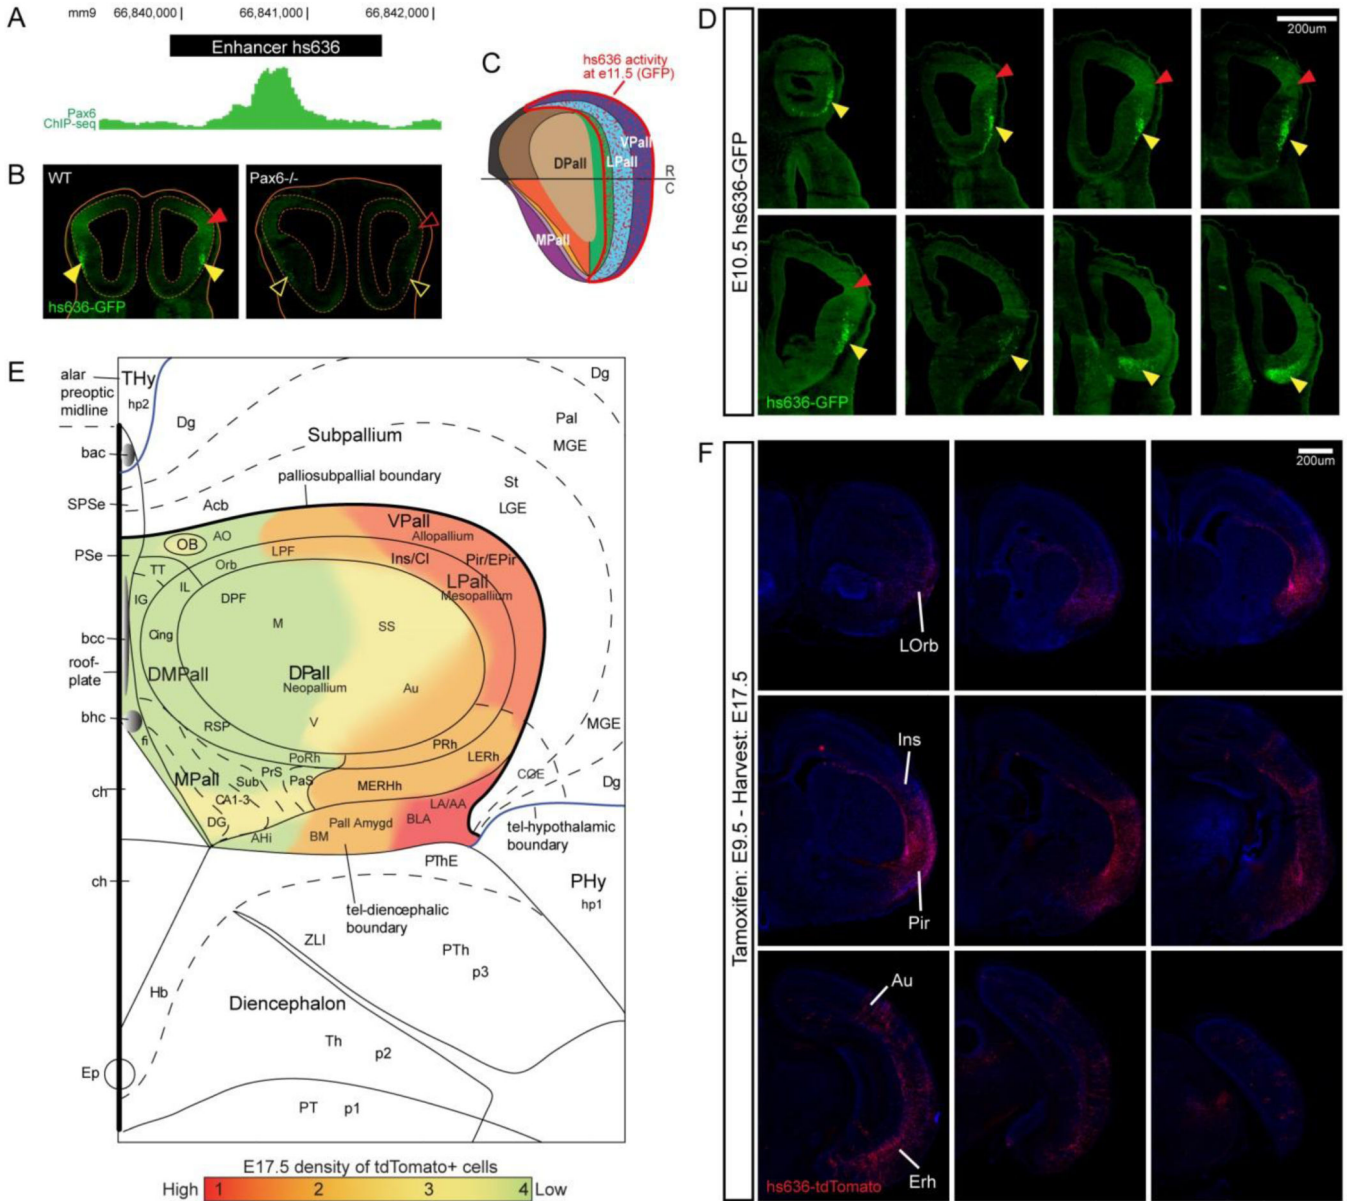 A
mm9
66,840,000
66,841,000
66,842,000
Enhancer hs636
Pax6
ChIP-seq
B
WT
Pax6-/-
hs636-GFP
C
hs636 activity
at e11.5 (GFP)
VPall
LPall
DPall
R
C
MPall
D
E10.5 hs636-GFP
200um
hs636-GFP
E
alar
preoptic
midline
THy
hp2
Dg
Dg
bac
Subpallium
Pal
MGE
palliosubpallial boundary
St
LGE
SPSe
Acb
VPall
Allopallium
AO
OB
PSe
LPF
Ins/Cl
Pir/EPir
TT
Orb
LPall
Mesopallium
IL
IG
DPF
M
SS
bcc
Cing
roof-
plate
DMPall
DPall
Neopallium
Au
bhc
RSP
V
MGE
fi
PoRh
PRh
LERh
MPall
PrS
Sub
PaS
MERHh
COE
Dg
ch
CA1-3
LA/AA
DG
Pall Amygd
BLA
AHi
BM
tel-hypothalamic
boundary
PThE
ch
PHy
hp1
tel-diencephalic
boundary
ZLI
PTh
p3
Hb
Diencephalon
Th
p2
Ep
PT
p1
E17.5 density of tdTomato+ cells
High
1
2
3
4
Low
F
Tamoxifen: E9.5 - Harvest: E17.5
200um
LOrb
Ins
Pir
Au
Erh
hs636-tdTomato